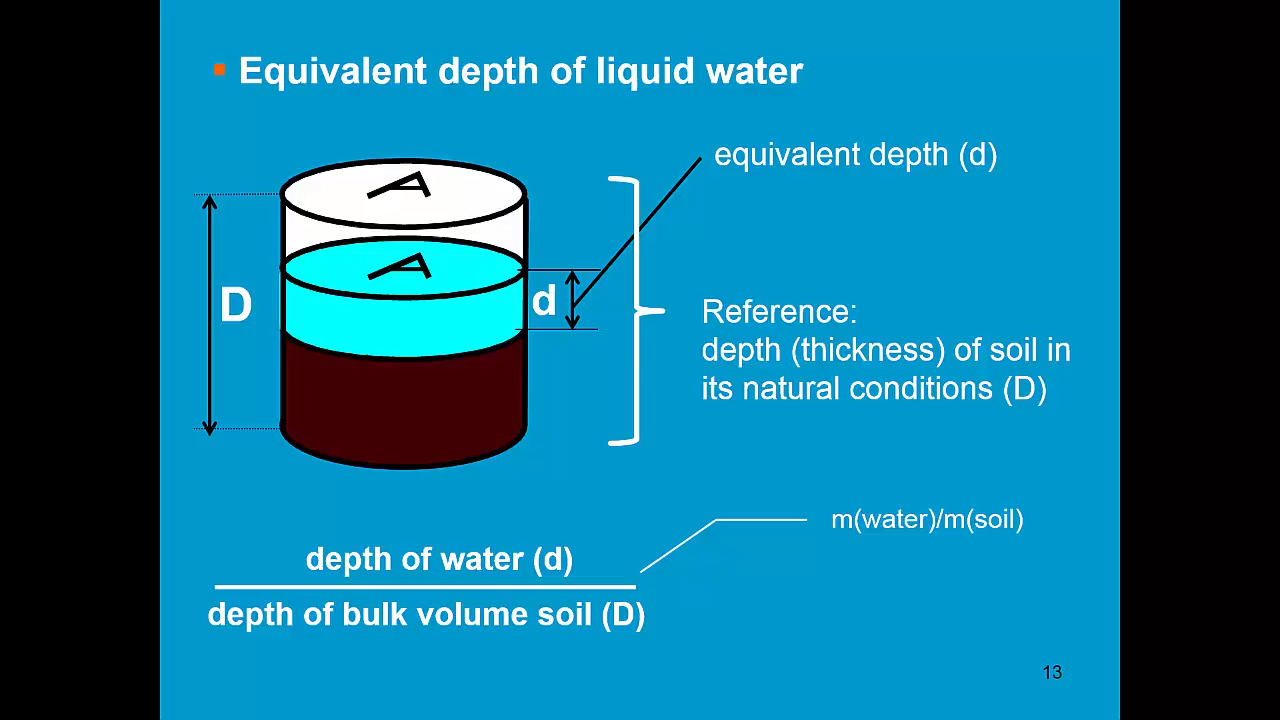 Equivalent depth of liquid water
equivalent depth (d)
A
A
D
d
Reference:
depth (thickness) of soil in
its natural conditions (D)
m(water)/m(soil)
depth of water (d)
depth of bulk volume soil (D)
13